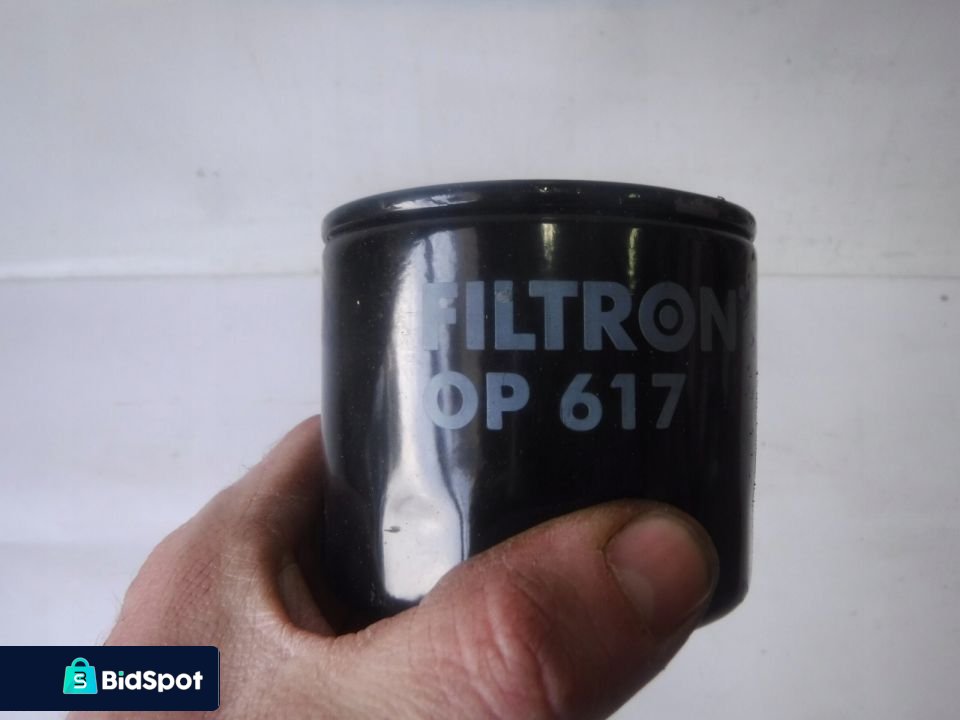 FILTRON
OP 617
BidSpot